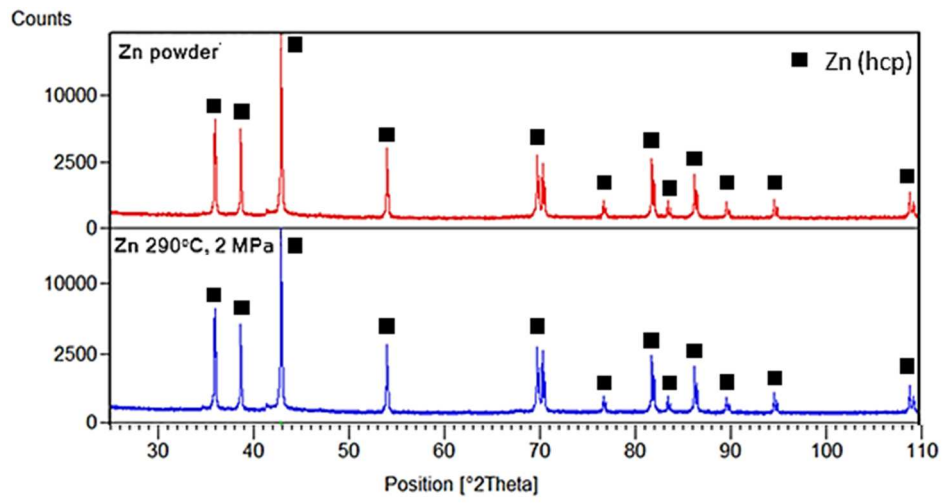 Counts
Zn powder
Zn (hcp)
10000
2500
0
Zn 290ºC, 2 MPa
10000
2500
0
30 40 50 60 70 80 90 100 110
Position [°2Theta]